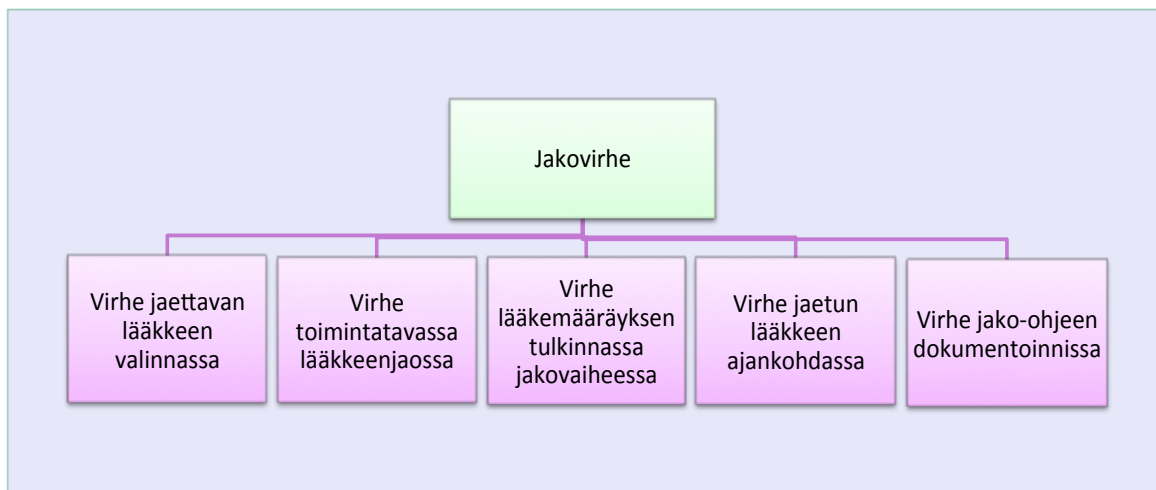 Jakovirhe
Virhe jaettavan
lääkkeen
valinnassa
Virhe
toimintatavassa
lääkkeenjaossa
Virhe
lääkemääräyksen
tulkinnassa
jakovaiheessa
Virhe jaetun
lääkkeen
ajankohdassa
Virhe jako-ohjeen
dokumentoinnissa